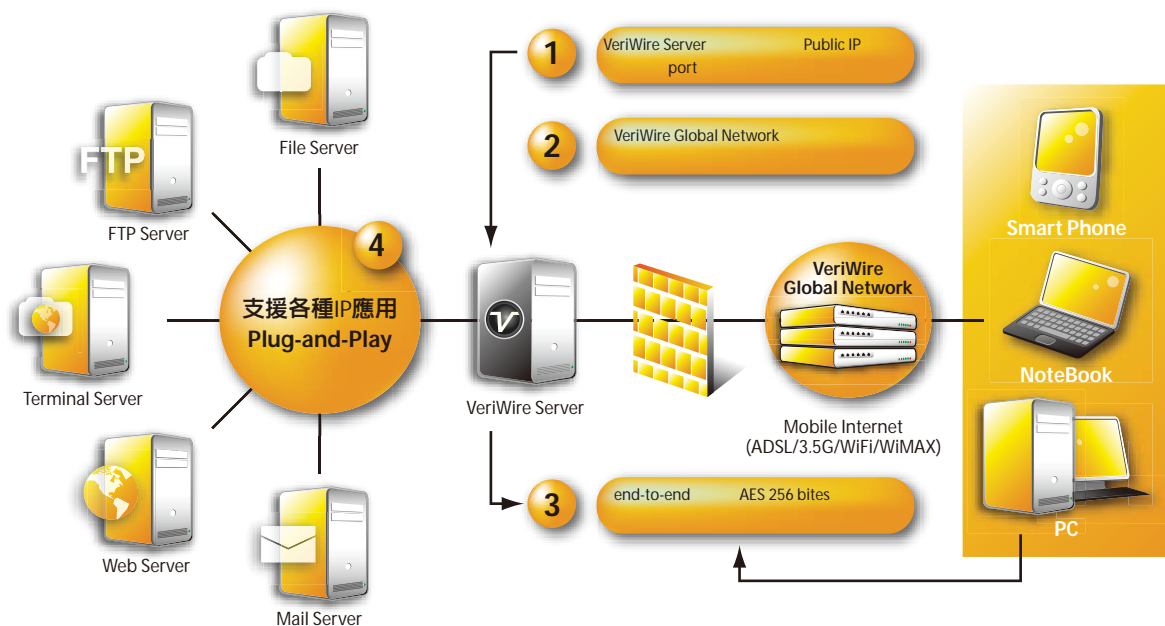 1
VeriWire Server Public IP
port
2
VeriWire Global Network
File Server
FTP
FTP Server
4
支援各種IP應用
Plug-and-Play
Terminal Server
Web Server
Mail Server
V
VeriWire Server
VeriWire
Global Network
Mobile Internet
(ADSL/3.5G/WiFi/WiMAX)
3
end-to-end AES 256 bites
Smart Phone
NoteBook
PC